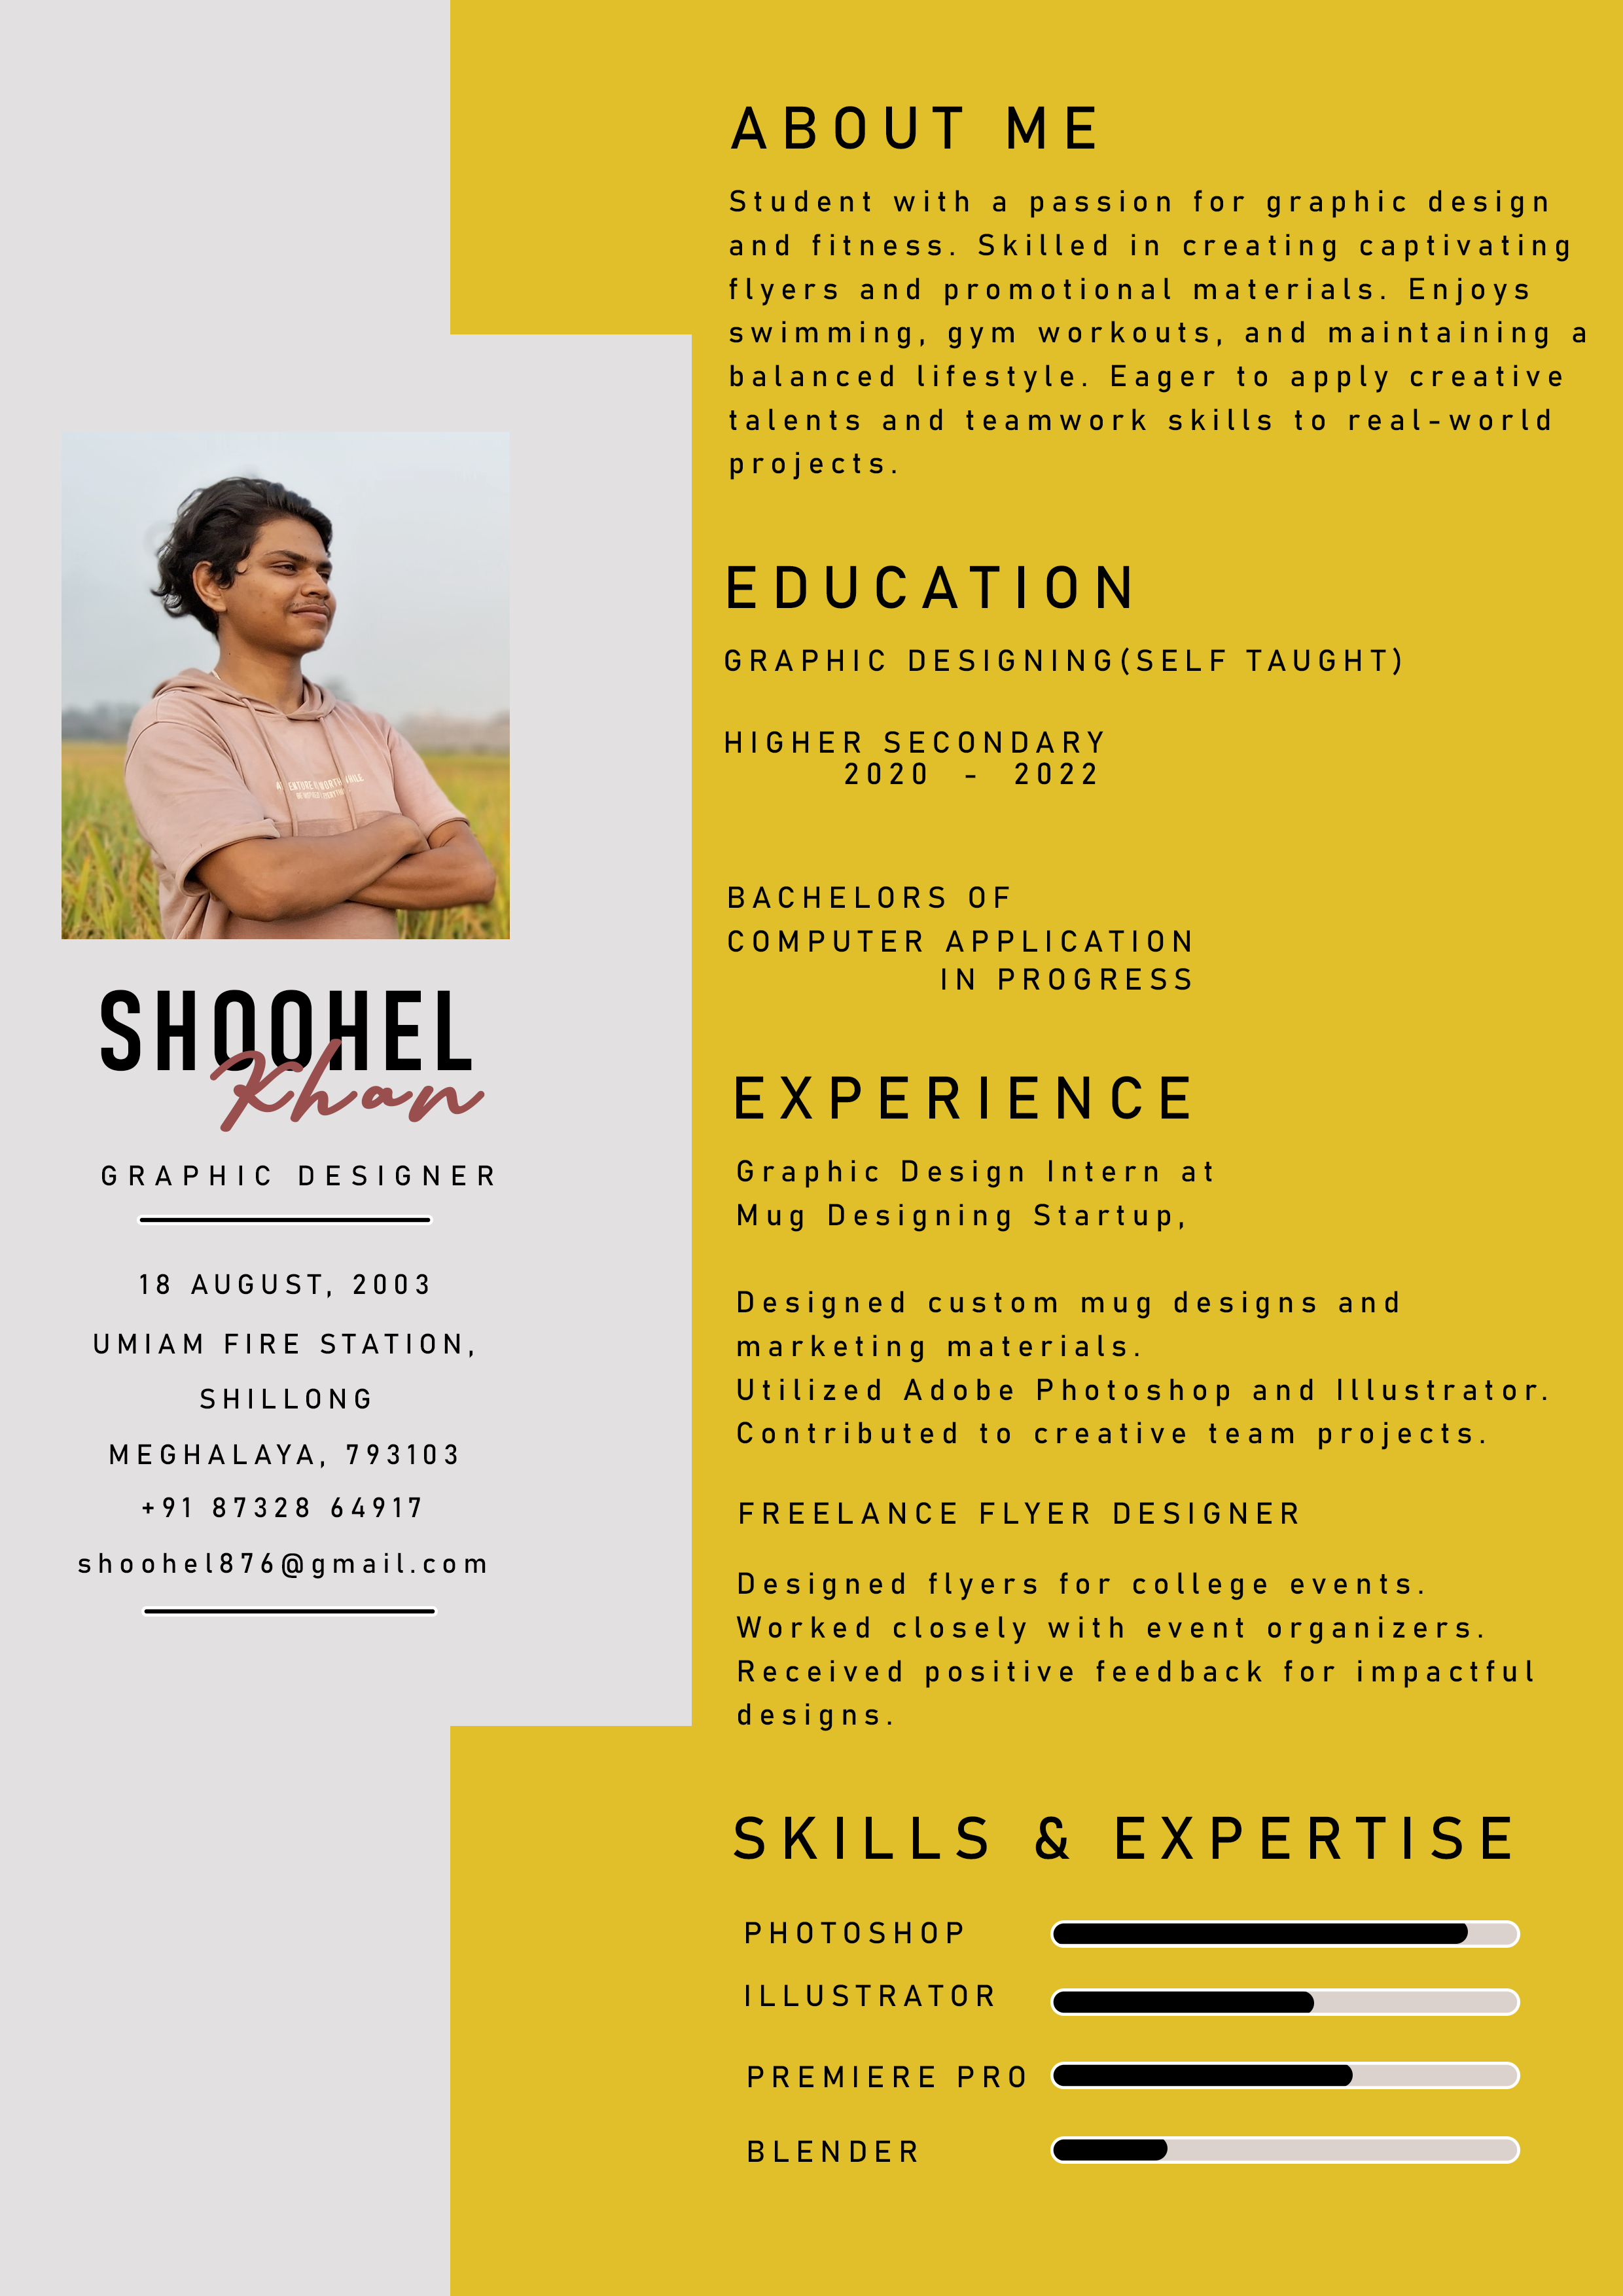 ABOUT ME
Student with a passion for graphic design
and fitness. Skilled in creating captivating
flyers and promotional materials. Enjoys
swimming, gym workouts, and maintaining a
balanced lifestyle. Eager to apply creative
talents and teamwork skills to real-world
projects.
EDUCATION
GRAPHIC DESIGNING(SELF TAUGHT)
HIGHER SECONDARY
2020 - 2022
BACHELORS OF
COMPUTER APPLICATION
IN PROGRESS
SHOOHEL
Khan
GRAPHIC DESIGNER
18 AUGUST, 2003
UMIAM FIRE STATION,
SHILLONG
MEGHALAYA, 793103
+91 87328 64917
shoohel876@gmail.com
EXPERIENCE
Graphic Design Intern at
Mug Designing Startup,
Designed custom mug designs and
marketing materials.
Utilized Adobe Photoshop and Illustrator.
Contributed to creative team projects.
FREELANCE FLYER DESIGNER
Designed flyers for college events.
Worked closely with event organizers.
Received positive feedback for impactful
designs.
SKILLS & EXPERTISE
PHOTOSHOP
ILLUSTRATOR
PREMIERE PRO
BLENDER